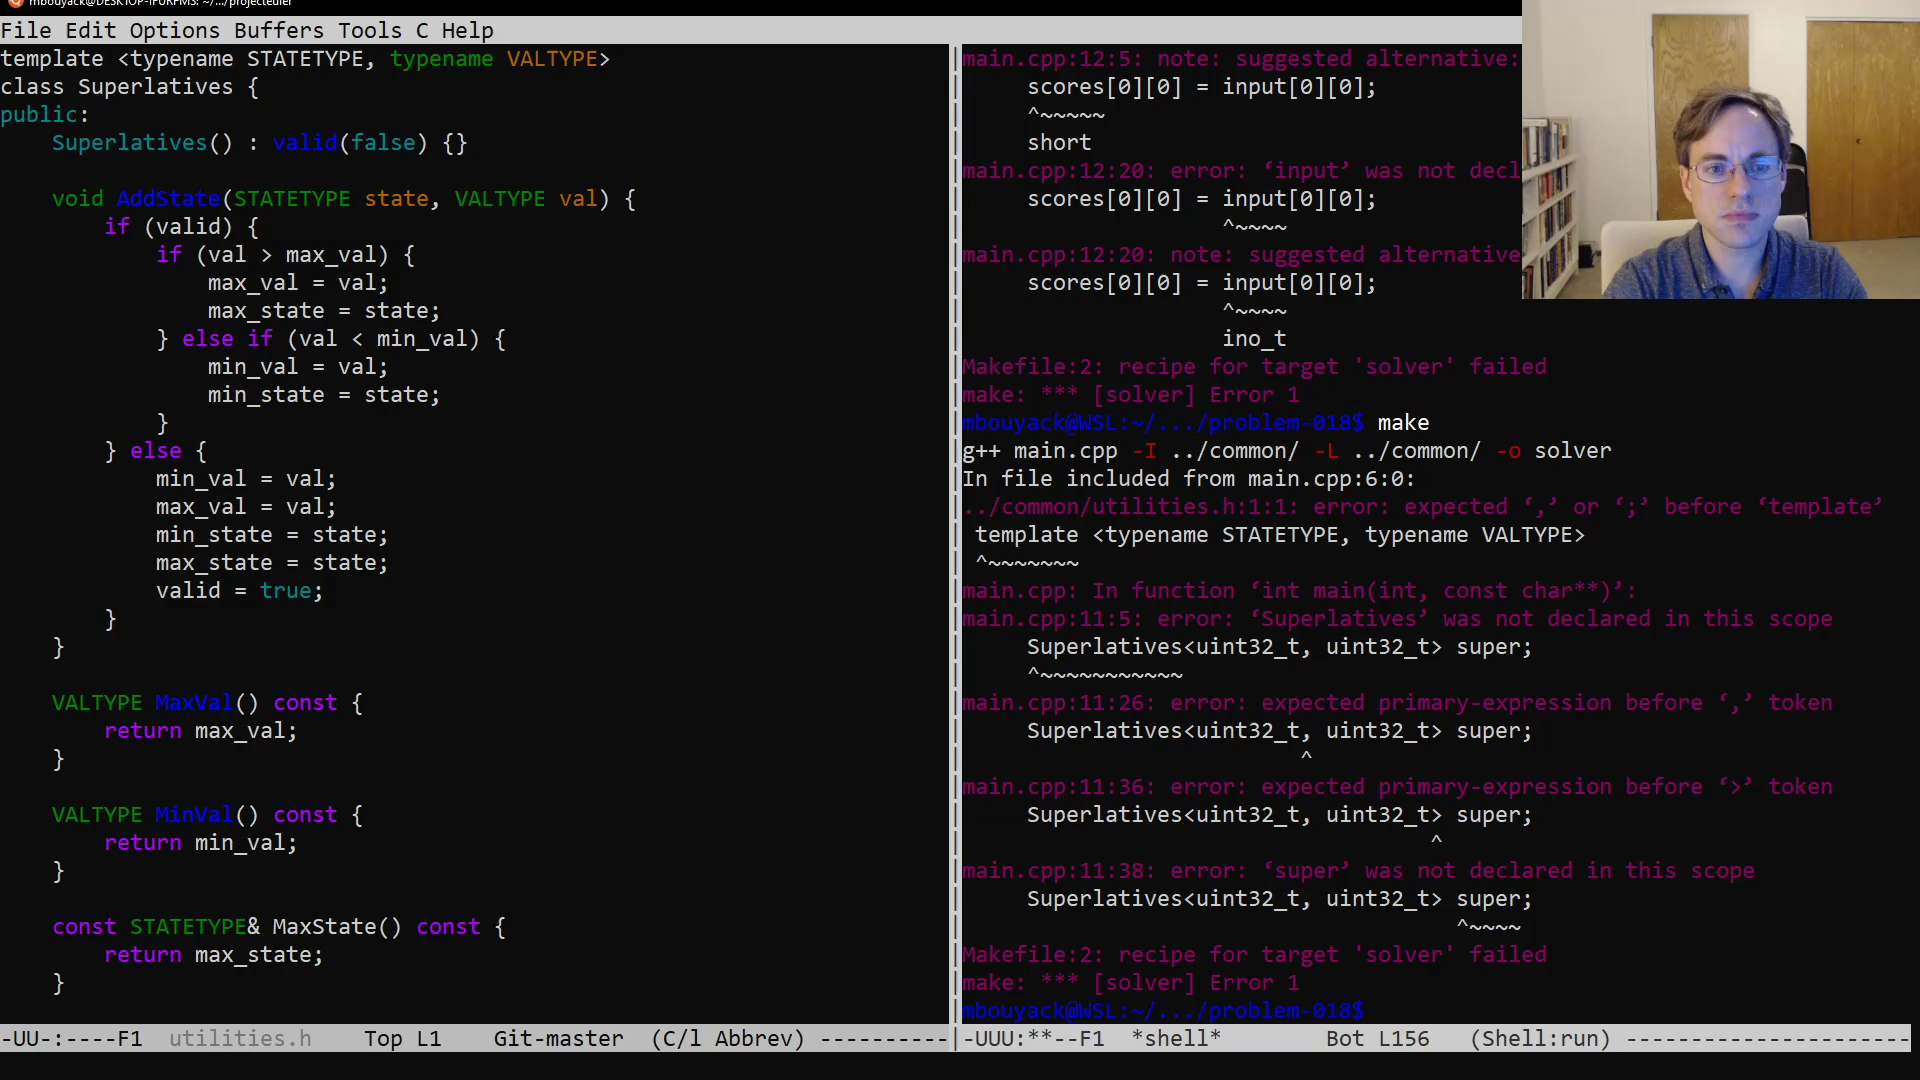 mbouyack@DESKTOP-IFURFMS: ~/.../projecteuler
File Edit Options Buffers Tools C Help
template <typename STATETYPE, typename VALTYPE>
class Superlatives {
public:
    Superlatives() : valid(false) {}
    void AddState(STATETYPE state, VALTYPE val) {
        if (valid) {
            if (val > max_val) {
                max_val = val;
                max_state = state;
            } else if (val < min_val) {
                min_val = val;
                min_state = state;
            }
        } else {
            min_val = val;
            max_val = val;
            min_state = state;
            max_state = state;
            valid = true;
        }
    }
    VALTYPE MaxVal() const {
        return max_val;
    }
    VALTYPE MinVal() const {
        return min_val;
    }
    const STATETYPE& MaxState() const {
        return max_state;
    }
-UU-:----F1  utilities.h    Top L1    Git-master  (C/l Abbrev) ----------
main.cpp:12:5: note: suggested alternative:
     scores[0][0] = input[0][0];
     ^~~~~~
     short
main.cpp:12:20: error: ‘input’ was not decl
     scores[0][0] = input[0][0];
                    ^~~~~
main.cpp:12:20: note: suggested alternative
     scores[0][0] = input[0][0];
                    ^~~~~
                    ino_t
Makefile:2: recipe for target 'solver' failed
make: *** [solver] Error 1
mbouyack@WSL:~/.../problem-018$ make
g++ main.cpp -I ../common/ -L ../common/ -o solver
In file included from main.cpp:6:0:
../common/utilities.h:1:1: error: expected ‘,’ or ‘;’ before ‘template’
 template <typename STATETYPE, typename VALTYPE>
 ^~~~~~~~
main.cpp: In function ‘int main(int, const char**)’:
main.cpp:11:5: error: ‘Superlatives’ was not declared in this scope
     Superlatives<uint32_t, uint32_t> super;
     ^~~~~~~~~~~~
main.cpp:11:26: error: expected primary-expression before ‘,’ token
     Superlatives<uint32_t, uint32_t> super;
                          ^
main.cpp:11:36: error: expected primary-expression before ‘>’ token
     Superlatives<uint32_t, uint32_t> super;
                                    ^
main.cpp:11:38: error: ‘super’ was not declared in this scope
     Superlatives<uint32_t, uint32_t> super;
                                      ^~~~~
Makefile:2: recipe for target 'solver' failed
make: *** [solver] Error 1
mbouyack@WSL:~/.../problem-018$
-UUU:**--F1  *shell*        Bot L156   (Shell:run) ----------------------